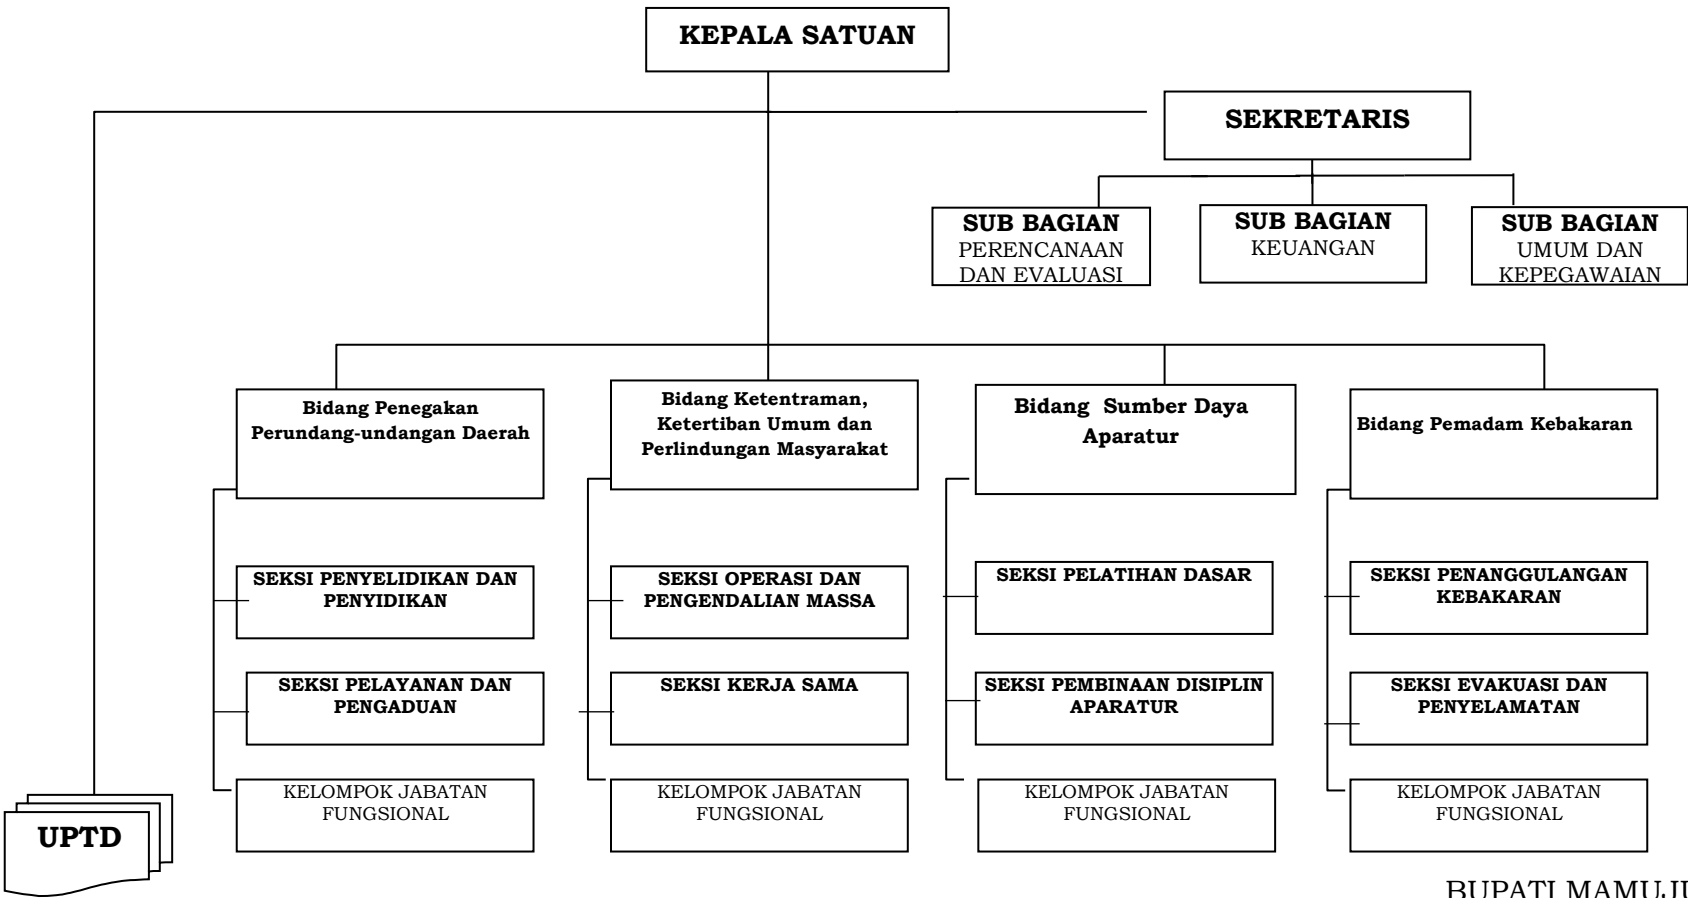 KEPALA SATUAN
SEKRETARIS
SUB BAGIAN
PERENCANAAN
DAN EVALUASI
SUB BAGIAN
KEUANGAN
SUB BAGIAN
UMUM DAN
KEPEGAWAIAN
Bidang Penegakan
Perundang-undangan Daerah
Bidang Ketentraman,
Ketertiban Umum dan
Perlindungan Masyarakat
Bidang Sumber Daya
Aparatur
Bidang Pemadam Kebakaran
SEKSI PENYELIDIKAN DAN
PENYIDIKAN
SEKSI OPERASI DAN
PENGENDALIAN MASSA
SEKSI PELATIHAN DASAR
SEKSI PENANGGULANGAN
KEBAKARAN
SEKSI PELAYANAN DAN
PENGADUAN
SEKSI KERJA SAMA
SEKSI PEMBINAAN DISIPLIN
APARATUR
SEKSI EVAKUASI DAN
PENYELAMATAN
KELOMPOK JABATAN
FUNGSIONAL
KELOMPOK JABATAN
FUNGSIONAL
KELOMPOK JABATAN
FUNGSIONAL
KELOMPOK JABATAN
FUNGSIONAL
UPTD
BUPATI MAMUJU